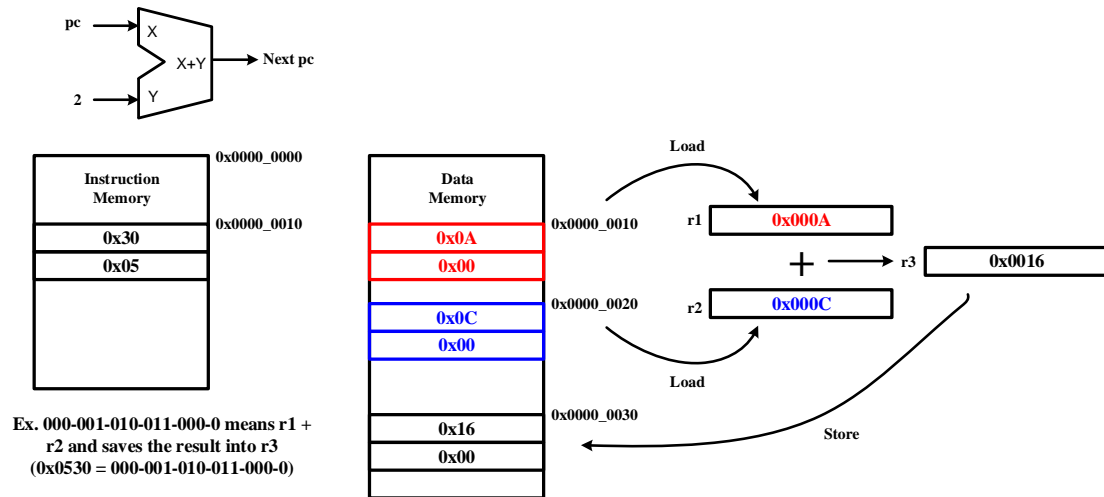 pc
X
X+Y
Next pc
2
Y
0x0000_0000
Instruction
Memory
0x0000_0010
0x30
0x05
Ex. 000-001-010-011-000-0 means r1 +
r2 and saves the result into r3
(0x0530 = 000-001-010-011-000-0)
Data
Memory
0x0000_0010
0x0A
0x00
0x0000_0020
0x0C
0x00
0x0000_0030
0x16
0x00
Load
r1
0x000A
+
r3
0x0016
r2
0x000C
Load
Store